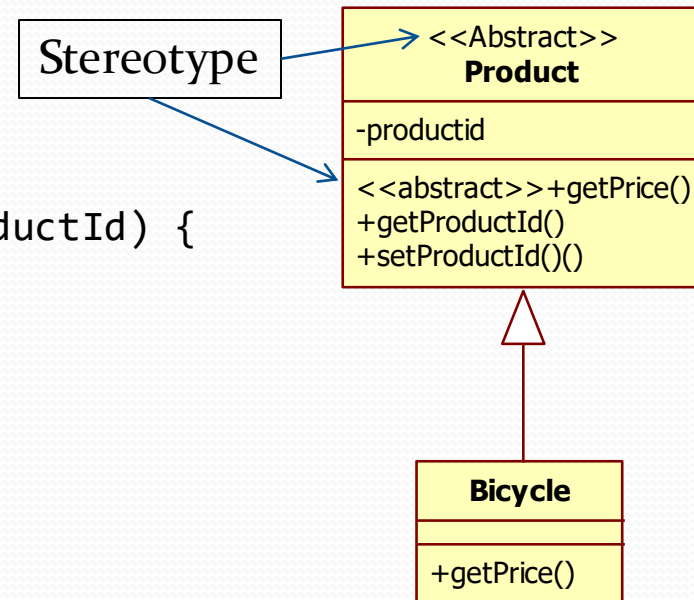 Stereotype
<<Abstract>>
Product
-productid
<<abstract>>+getPrice()
+getProductId()
+setProductId()()
ductId) {
Bicycle
+getPrice()